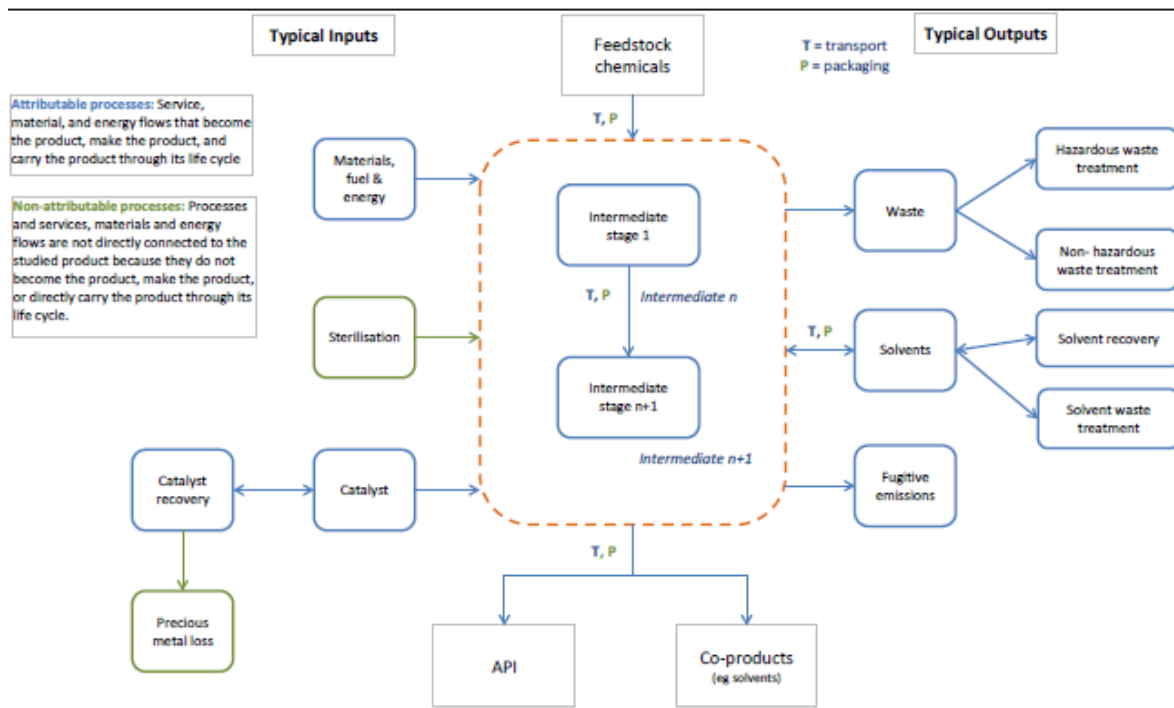 Typical Inputs
Feedstock
chemicals
T = transport
P = packaging
Typical Outputs
Attributable processes: Service,
material, and energy flows that become
the product, make the product, and
carry the product through its life cycle
Non-attributable processes: Processes
and services, materials and energy
flows are not directly connected to the
studied product because they do not
become the product, make the product,
or directly carry the product through its
life cycle.
T, P
Materials,
fuel &
energy
Intermediate
stage 1
Waste
Hazardous waste
treatment
Non- hazardous
waste treatment
T, P
Intermediate n
Sterilisation
Intermediate
stage n+1
T, P
Solvents
Solvent recovery
Solvent waste
treatment
Intermediate n+1
Catalyst
recovery
Catalyst
Fugitive
emissions
T, P
Precious
metal loss
API
Co-products
(eg solvents)